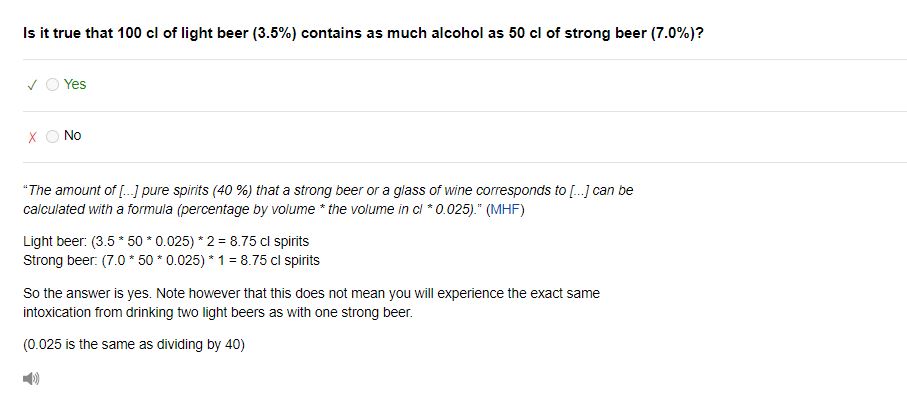 Is it true that 100 cl of light beer (3.5%) contains as much alcohol as 50 cl of strong beer (7.0%)?
✓ Yes
✗ No
“The amount of [...] pure spirits (40 %) that a strong beer or a glass of wine corresponds to [...] can be
calculated with a formula (percentage by volume * the volume in cl * 0.025).” (MHF)
Light beer: (3.5 * 50 * 0.025) * 2 = 8.75 cl spirits
Strong beer: (7.0 * 50 * 0.025) * 1 = 8.75 cl spirits
So the answer is yes. Note however that this does not mean you will experience the exact same
intoxication from drinking two light beers as with one strong beer.
(0.025 is the same as dividing by 40)